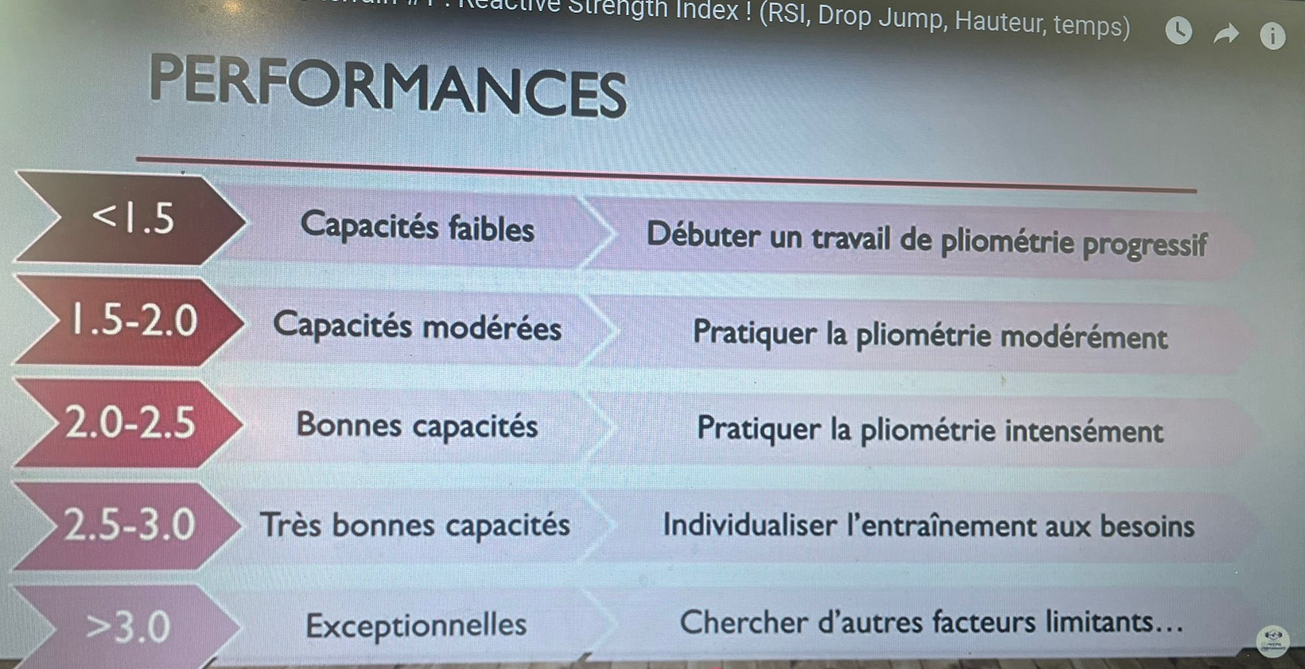 Reactive Strength Index ! (RSI, Drop Jump, Hauteur, temps)
PERFORMANCES
<1.5 Capacités faibles Débuter un travail de pliométrie progressif
1.5-2.0 Capacités modérées Pratiquer la pliométrie modérément
2.0-2.5 Bonnes capacités Pratiquer la pliométrie intensément
2.5-3.0 Très bonnes capacités Individualiser l'entraînement aux besoins
>3.0 Exceptionnelles Chercher d'autres facteurs limitants...